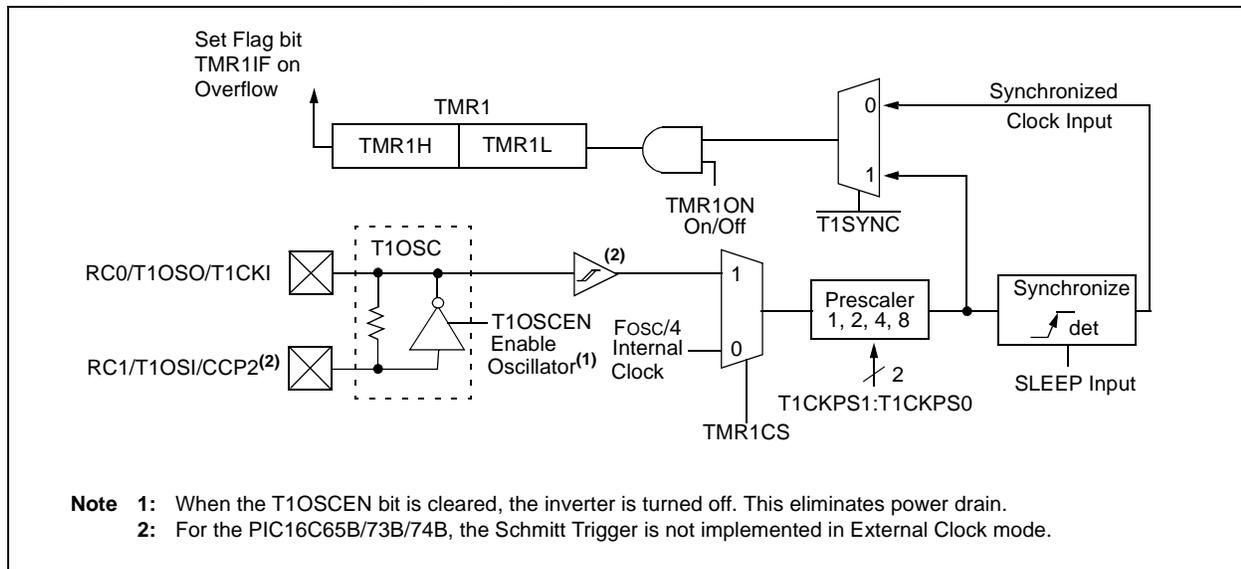 Set Flag bit
TMR1IF on
Overflow
TMR1
TMR1H
TMR1L
TMR1ON
On/Off
0
1
T1SYNC
Synchronized
Clock Input
T1OSC
RC0/T1OSO/T1CKI
(2)
RC1/T1OSI/CCP2(2)
T1OSCEN
Enable
Oscillator(1)
FOSC/4
Internal
Clock
1
0
TMR1CS
Prescaler
1, 2, 4, 8
2
T1CKPS1:T1CKPS0
Synchronize
det
SLEEP Input
Note 1: When the T1OSCEN bit is cleared, the inverter is turned off. This eliminates power drain.
2: For the PIC16C65B/73B/74B, the Schmitt Trigger is not implemented in External Clock mode.